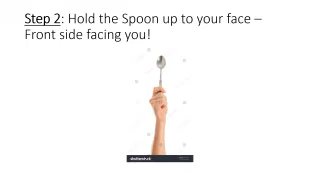 Step 2: Hold the Spoon up to your face –
Front side facing you!
shutterstock